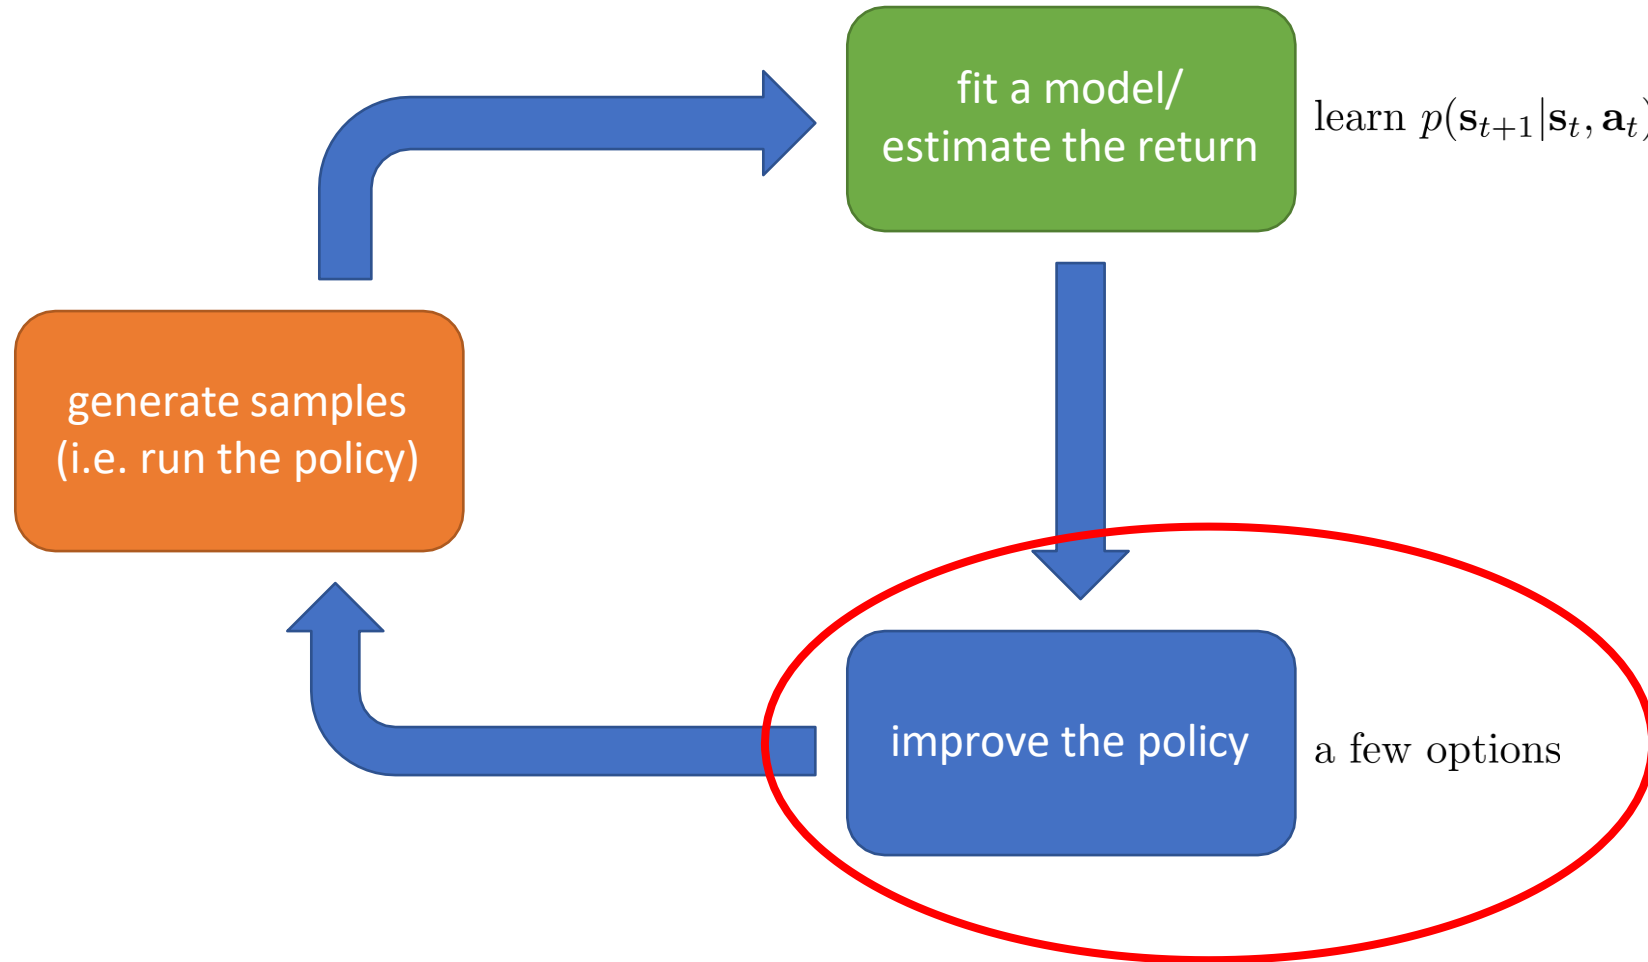 fit a model/
estimate the return
learn p(s_{t+1}|s_t, a_t)
generate samples
(i.e. run the policy)
improve the policy
a few options